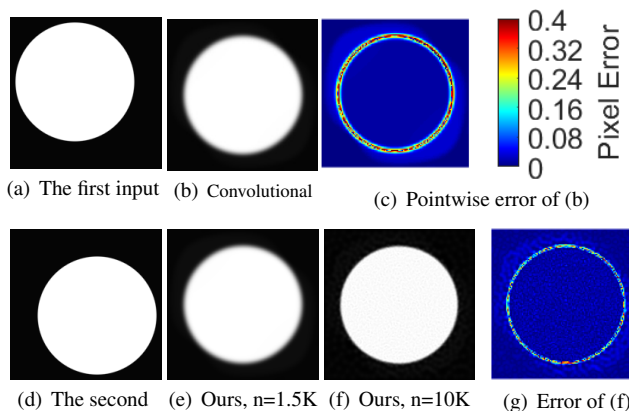 0.4
0.32
0.24
0.16
0.08
0
Pixel Error
(a) The first input
(b) Convolutional
(c) Pointwise error of (b)
(d) The second
(e) Ours, n=1.5K
(f) Ours, n=10K
(g) Error of (f)